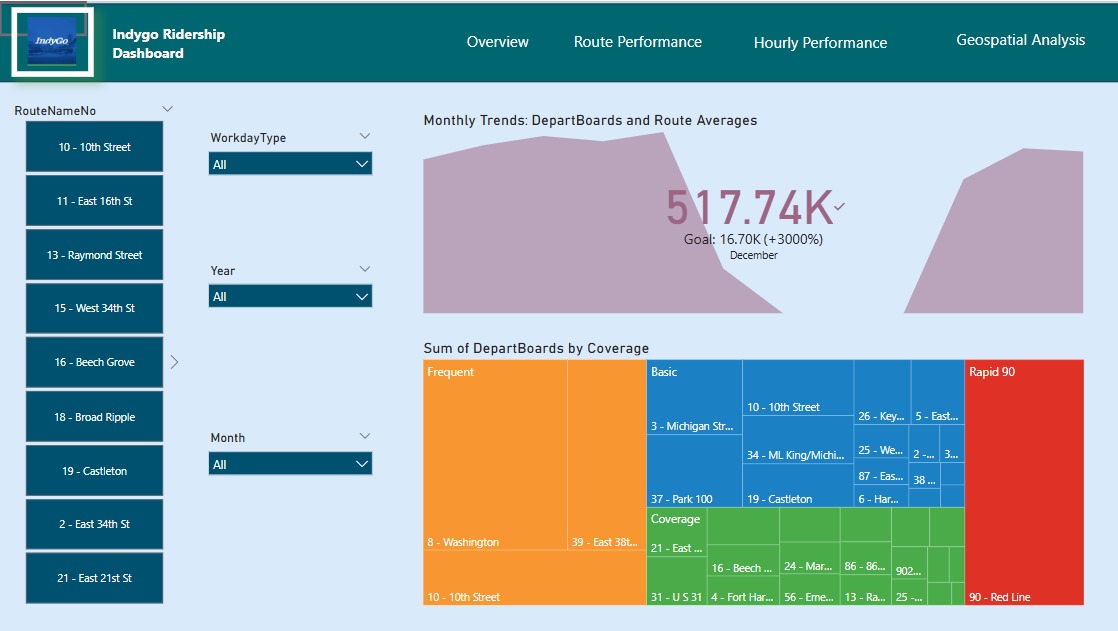 IndyGo
Indygo Ridership
Dashboard
Overview
Route Performance
Hourly Performance
Geospatial Analysis
RouteNameNo
10 - 10th Street
11 - East 16th St
13 - Raymond Street
15 - West 34th St
16 - Beech Grove
18 - Broad Ripple
19 - Castleton
2 - East 34th St
21 - East 21st St
WorkdayType
All
Year
All
Month
All
Monthly Trends: DepartBoards and Route Averages
517.74K
Goal: 16.70K (+3000%)
December
Sum of DepartBoards by Coverage
Frequent
8 - Washington
39 - East 38t...
10 - 10th Street
Basic
3 - Michigan Str...
37 - Park 100
10 - 10th Street
34 - ML King/Michi...
19 - Castleton
26 - Key...
5 - East...
25 - We...
2 -...
3...
87 - Eas...
38 ...
6 - Har...
Coverage
21 - East ...
31 - U S 31
16 - Beech ...
4 - Fort Har...
24 - Mar...
56 - Eme...
86 - 86...
13 - Ra...
902...
25 -...
Rapid 90
90 - Red Line